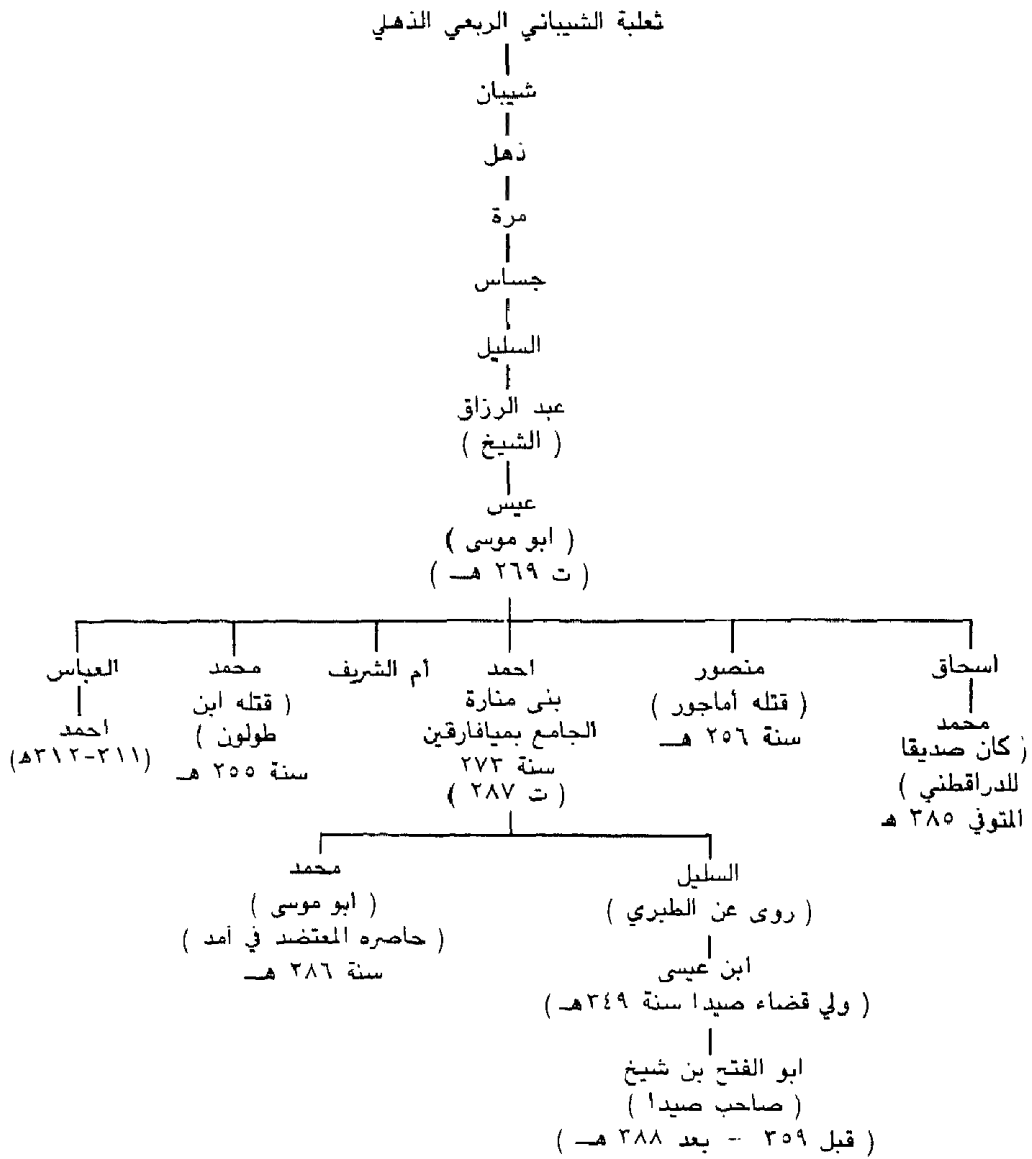 ثعلبة الشيباني الربعي الذهلي
شيبان
ذهل
مرة
جساس
السليل
عبد الرزاق
( الشيخ )
عيس
( ابو موسى )
( ت ٢٦٩ هـ )
اسحاق
محمد
( كان صديقا
للدراقطني )
المتوفي ٣٨٥ هـ
منصور
( قتله أماجور )
سنة ٢٥٦ هـ
احمد
بنى منارة
الجامع بميافارقين
سنة ٢٧٣
( ت ٢٨٧ )
أم الشريف
محمد
( قتله ابن
طولون )
سنة ٢٥٥ هـ
العباس
احمد
(٣١١-٣١٢هـ)
السليل
( روى عن الطبري )
ابن عيسى
( ولي قضاء صيدا سنة ٣٤٩هـ )
ابو الفتح بن شيخ
( صاحب صيدا )
( قبل ٣٥٩ - بعد ٣٨٨ هـ )
محمد
( ابو موسى )
( حاصره المعتضد في آمد )
سنة ٢٨٦ هـ